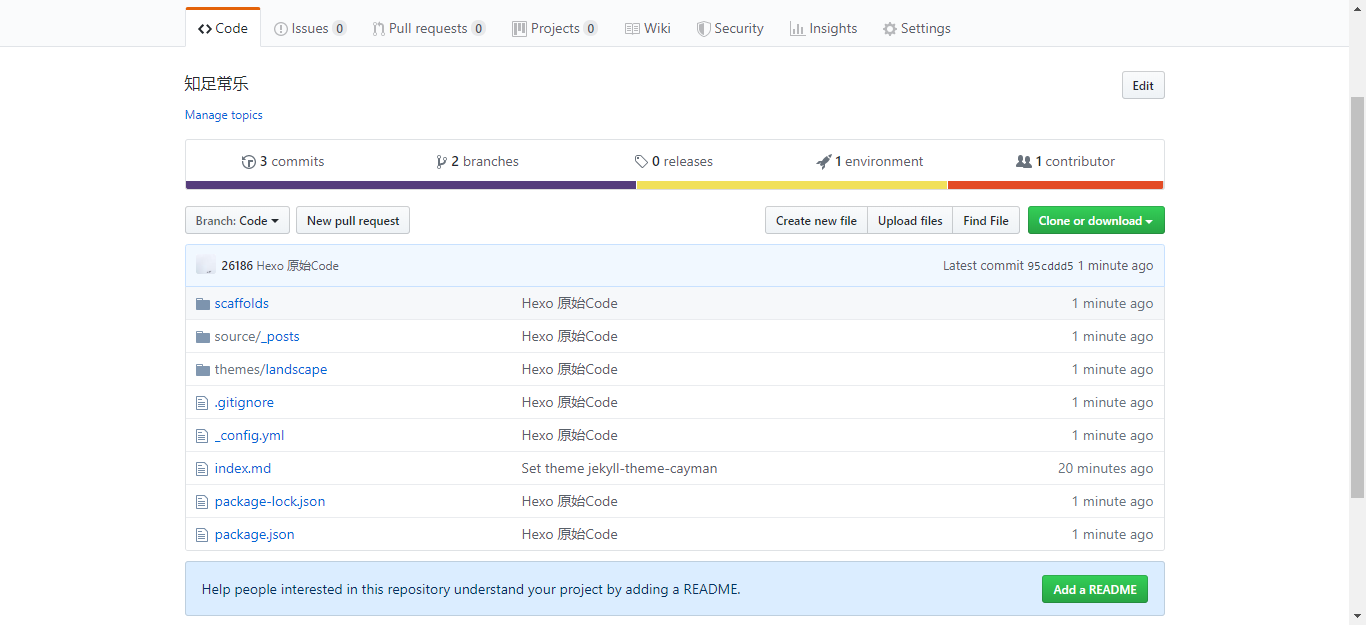 Code Issues 0 Pull requests 0 Projects 0 Wiki Security Insights Settings
知足常乐 Edit
Manage topics
3 commits 2 branches 0 releases 1 environment 1 contributor
Branch: Code New pull request Create new file Upload files Find File Clone or download
26186 Hexo 原始Code Latest commit 95cddd5 1 minute ago
scaffolds Hexo 原始Code 1 minute ago
source/_posts Hexo 原始Code 1 minute ago
themes/landscape Hexo 原始Code 1 minute ago
.gitignore Hexo 原始Code 1 minute ago
_config.yml Hexo 原始Code 1 minute ago
index.md Set theme jekyll-theme-cayman 20 minutes ago
package-lock.json Hexo 原始Code 1 minute ago
package.json Hexo 原始Code 1 minute ago
Help people interested in this repository understand your project by adding a README. Add a README